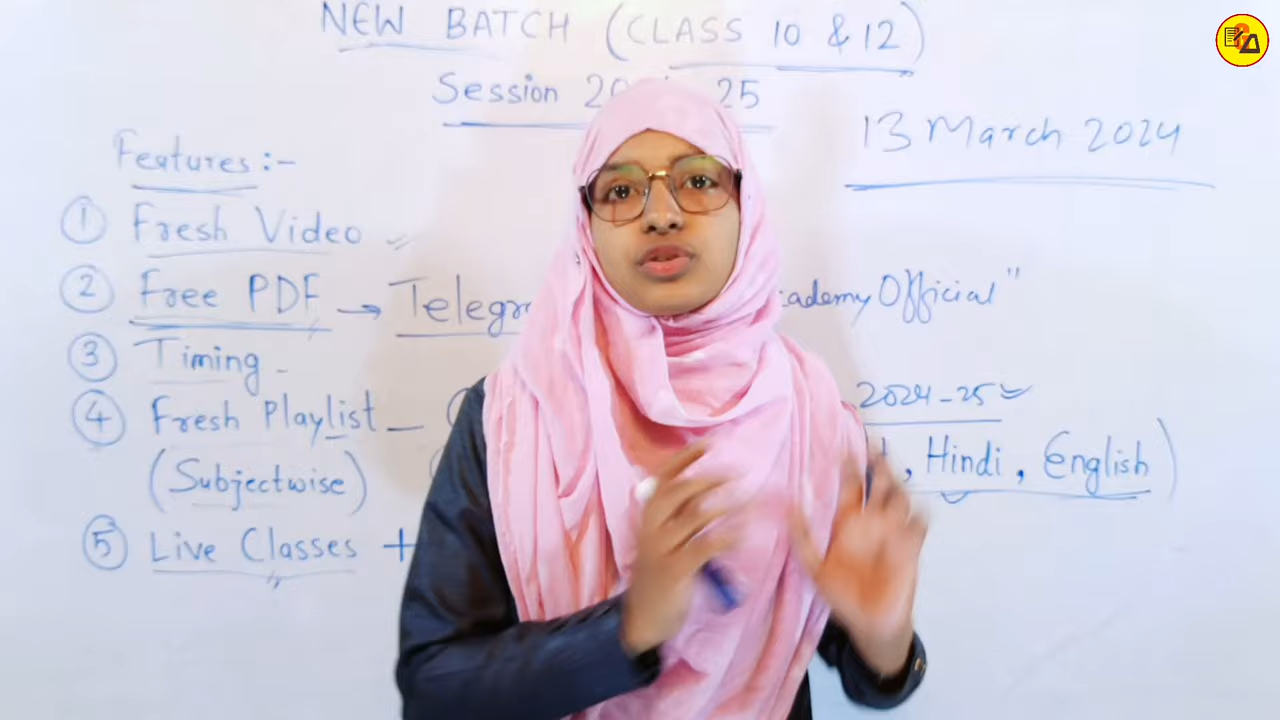 NEW BATCH (CLASS 10 & 12)
Session 20 25
13 March 2024
Features :-
① Fresh Video
② Free PDF → Telegr cademy Official"
③ Timing -
④ Fresh Playlist - 2024-25
(Subjectwise) , Hindi , English)
⑤ Live Classes +